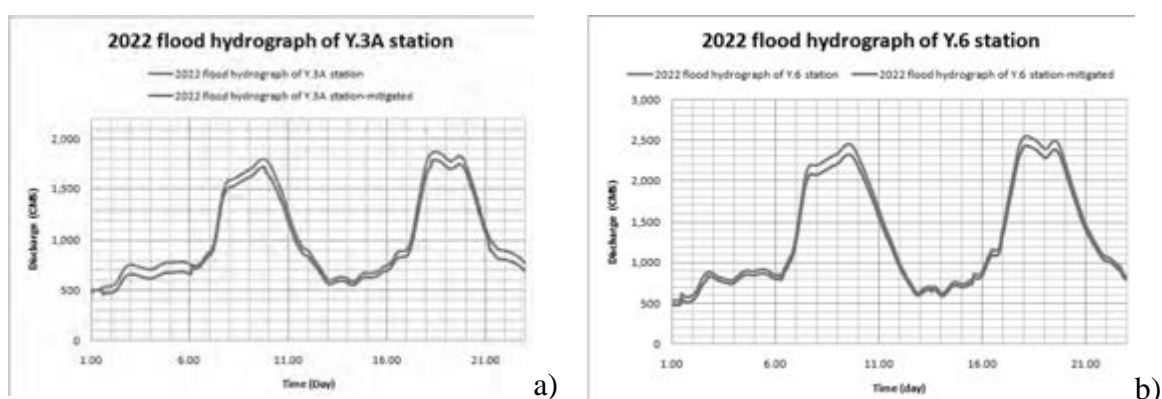 2022 flood hydrograph of Y.3A station
2022 flood hydrograph of Y.3A station
2022 flood hydrograph of Y.3A station-mitigated
Discharge (CMS)
2,000
1,500
1,000
500
0
1.00 6.00 11.00 16.00 21.00
Time (Day)
a)
2022 flood hydrograph of Y.6 station
2022 flood hydrograph of Y.6 station 2022 flood hydrograph of Y.6 station-mitigated
Discharge (CMS)
3,000
2,500
2,000
1,500
1,000
500
0
1.00 6.00 11.00 16.00 21.00
Time (day)
b)